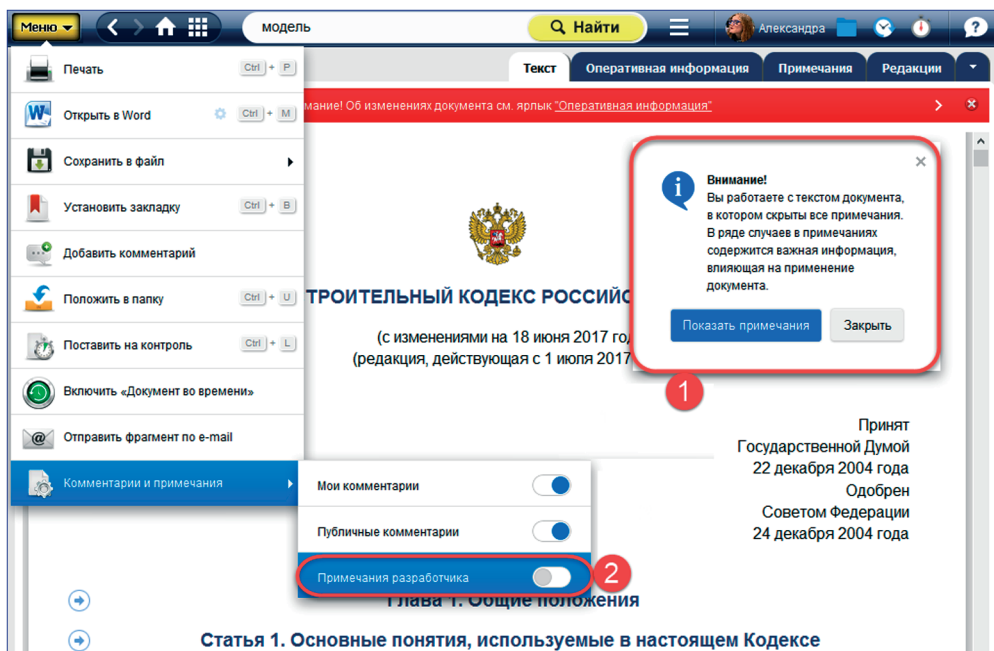 Меню
модель
Найти
Александра
?
Печать
Ctrl + P
Открыть в Word
Ctrl + M
Сохранить в файл
Установить закладку
Ctrl + B
Добавить комментарий
Положить в папку
Ctrl + U
Поставить на контроль
Ctrl + L
Включить «Документ во времени»
Отправить фрагмент по e-mail
Комментарии и примечания
Мои комментарии
Публичные комментарии
Примечания разработчика
2
Текст
Оперативная информация
Примечания
Редакции
мание! Об изменениях документа см. ярлык "Оперативная информация"
Внимание!
Вы работаете с текстом документа,
в котором скрыты все примечания.
В ряде случаев в примечаниях
содержится важная информация,
влияющая на применение
документа.
Показать примечания
Закрыть
1
ТРОИТЕЛЬНЫЙ КОДЕКС РОССИЙС
(с изменениями на 18 июня 2017 го
(редакция, действующая с 1 июля 2017
Принят
Государственной Думой
22 декабря 2004 года
Одобрен
Советом Федерации
24 декабря 2004 года
Глава 1. Общие положения
Статья 1. Основные понятия, используемые в настоящем Кодексе